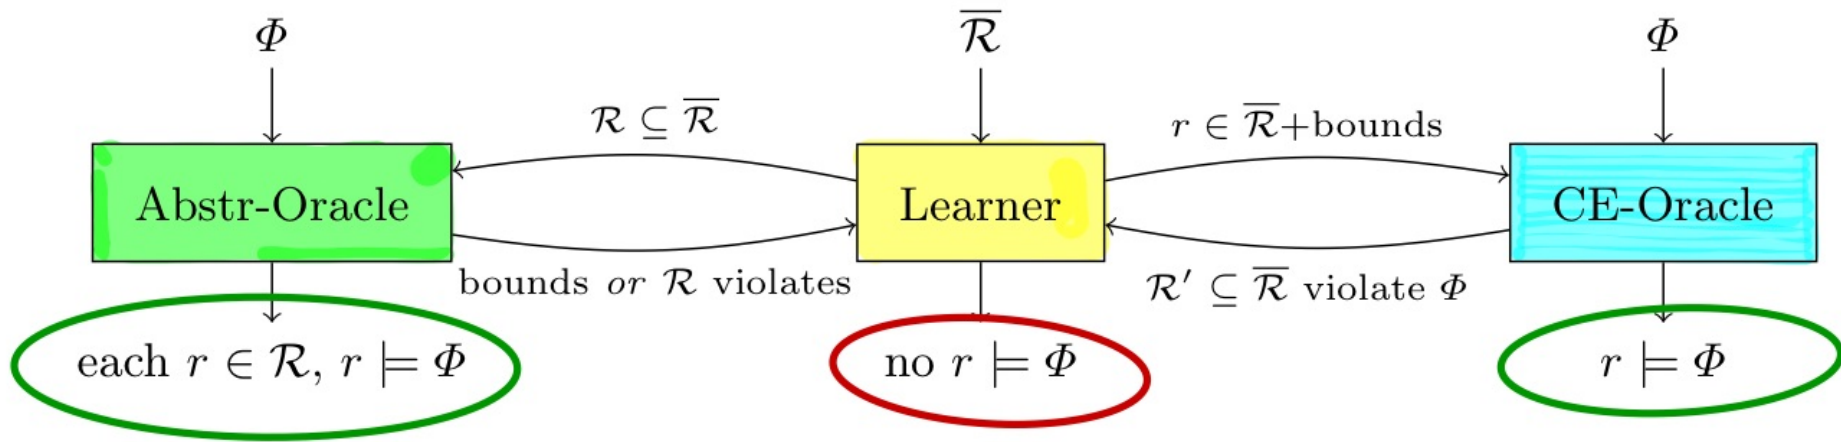 Φ
R̅
Φ
ℛ ⊆ ℛ̅
r ∈ ℛ̅+bounds
Abstr-Oracle
Learner
CE-Oracle
bounds or ℛ violates
ℛ′ ⊆ ℛ̅ violate Φ
each r ∈ ℛ, r ⊨ Φ
no r ⊨ Φ
r ⊨ Φ